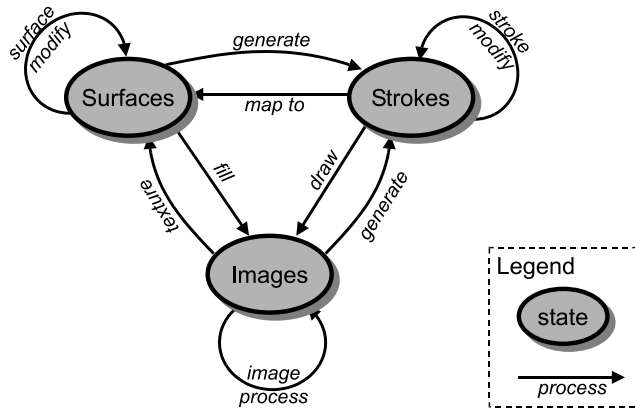 surface
modify
generate
stroke
modify
Surfaces
Strokes
map to
fill
draw
texture
generate
Images
image
process
Legend
state
process